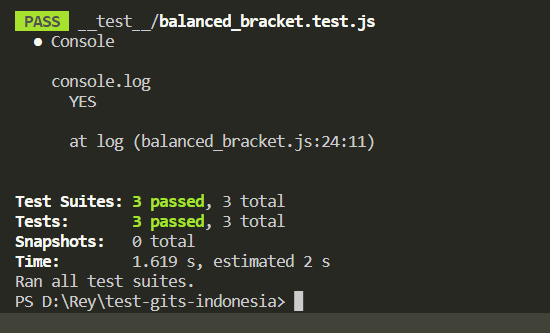 PASS __test__/balanced_bracket.test.js
● Console
console.log
YES
at log (balanced_bracket.js:24:11)
Test Suites: 3 passed, 3 total
Tests: 3 passed, 3 total
Snapshots: 0 total
Time: 1.619 s, estimated 2 s
Ran all test suites.
PS D:\Rey\test-gits-indonesia>